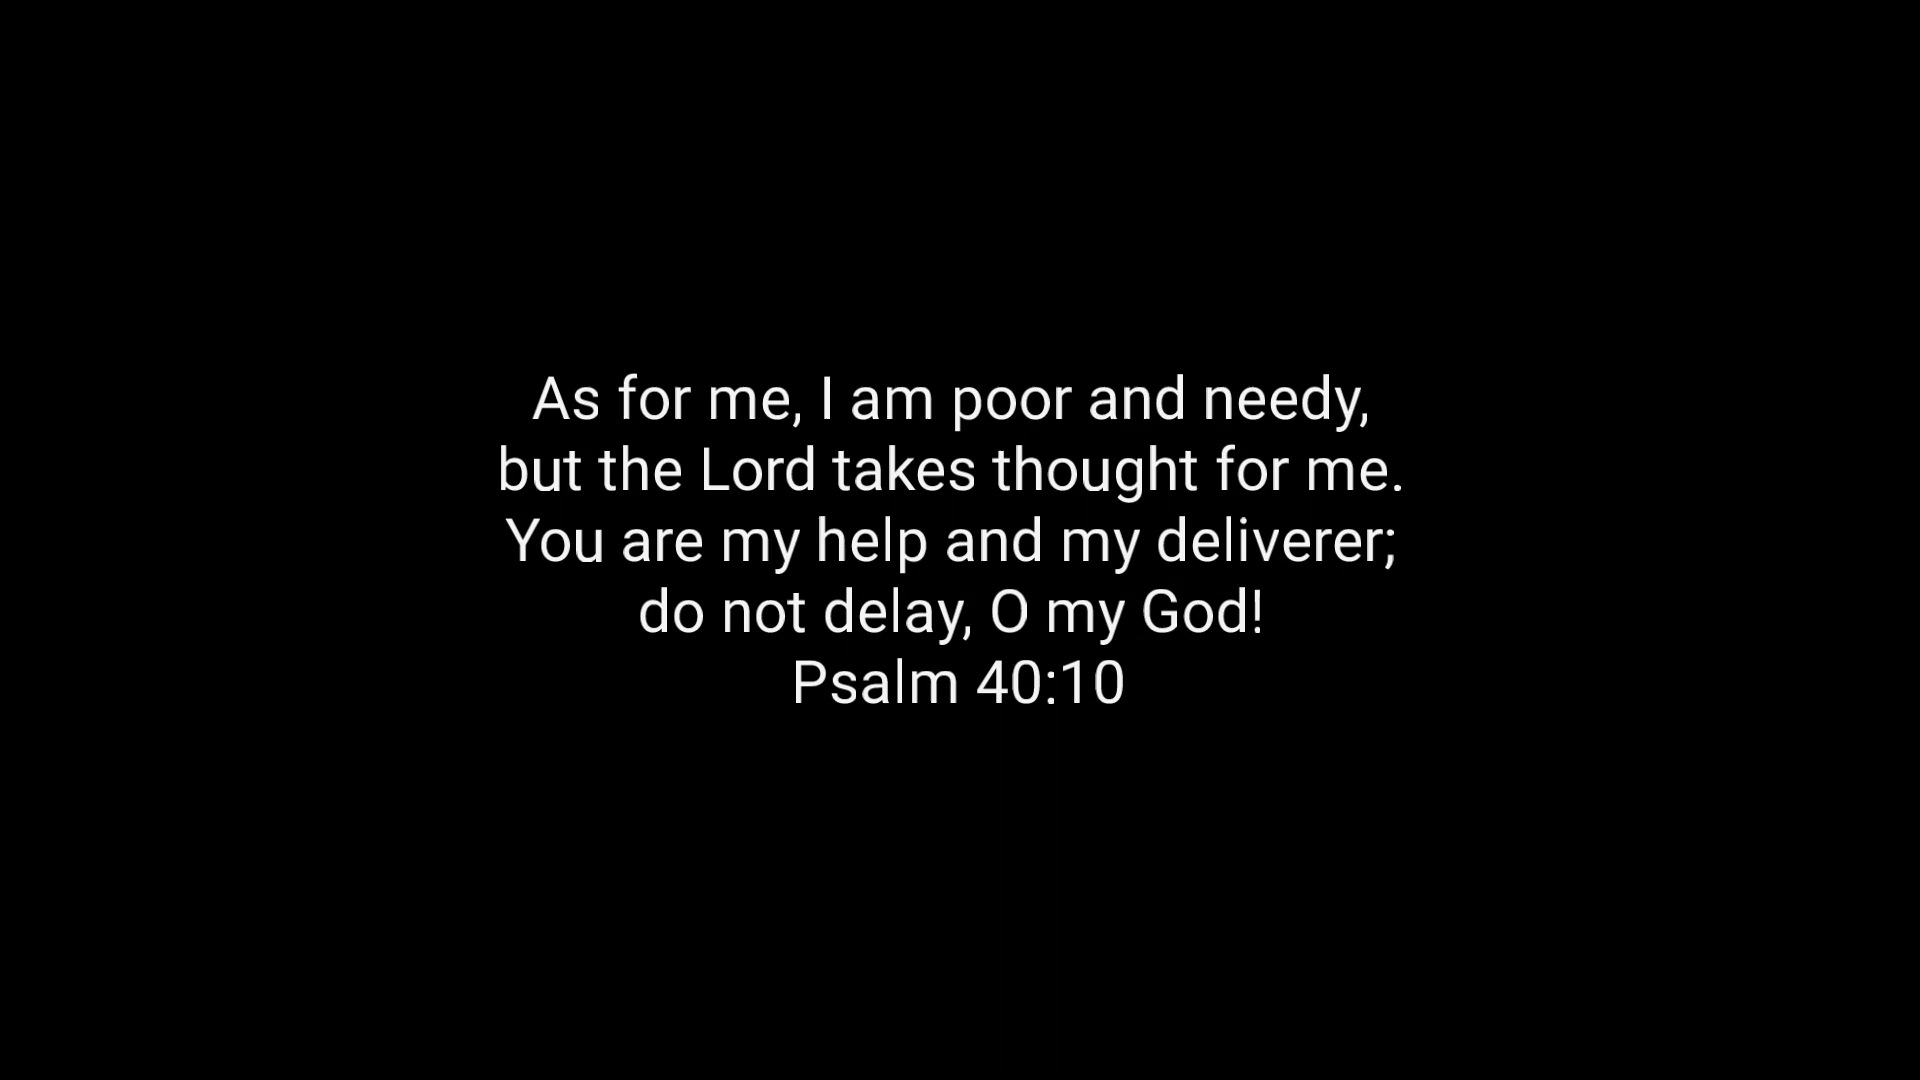 As for me, I am poor and needy,
but the Lord takes thought for me.
You are my help and my deliverer;
do not delay, O my God!
Psalm 40:10